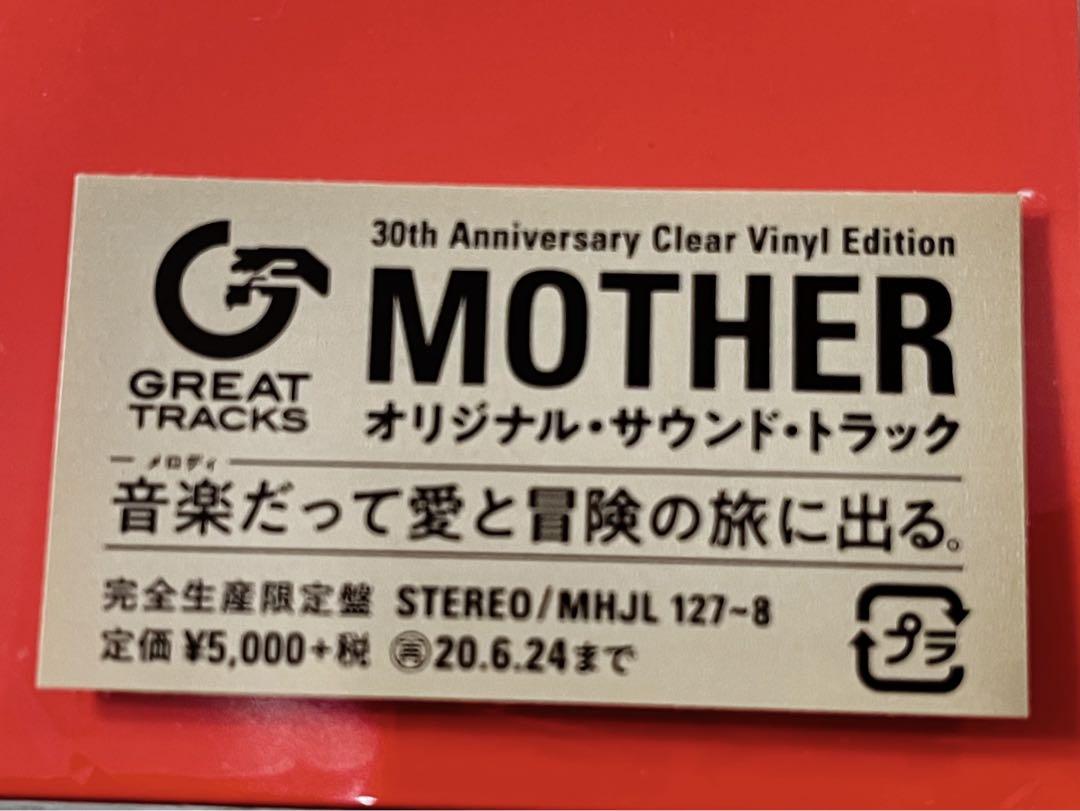 GREAT
TRACKS
30th Anniversary Clear Vinyl Edition
MOTHER
オリジナル・サウンド・トラック
メロディ
音楽だって愛と冒険の旅に出る。
完全生産限定盤 STEREO/MHJL 127~8
定価 ¥5,000+税 ㊢20.6.24まで
プラ